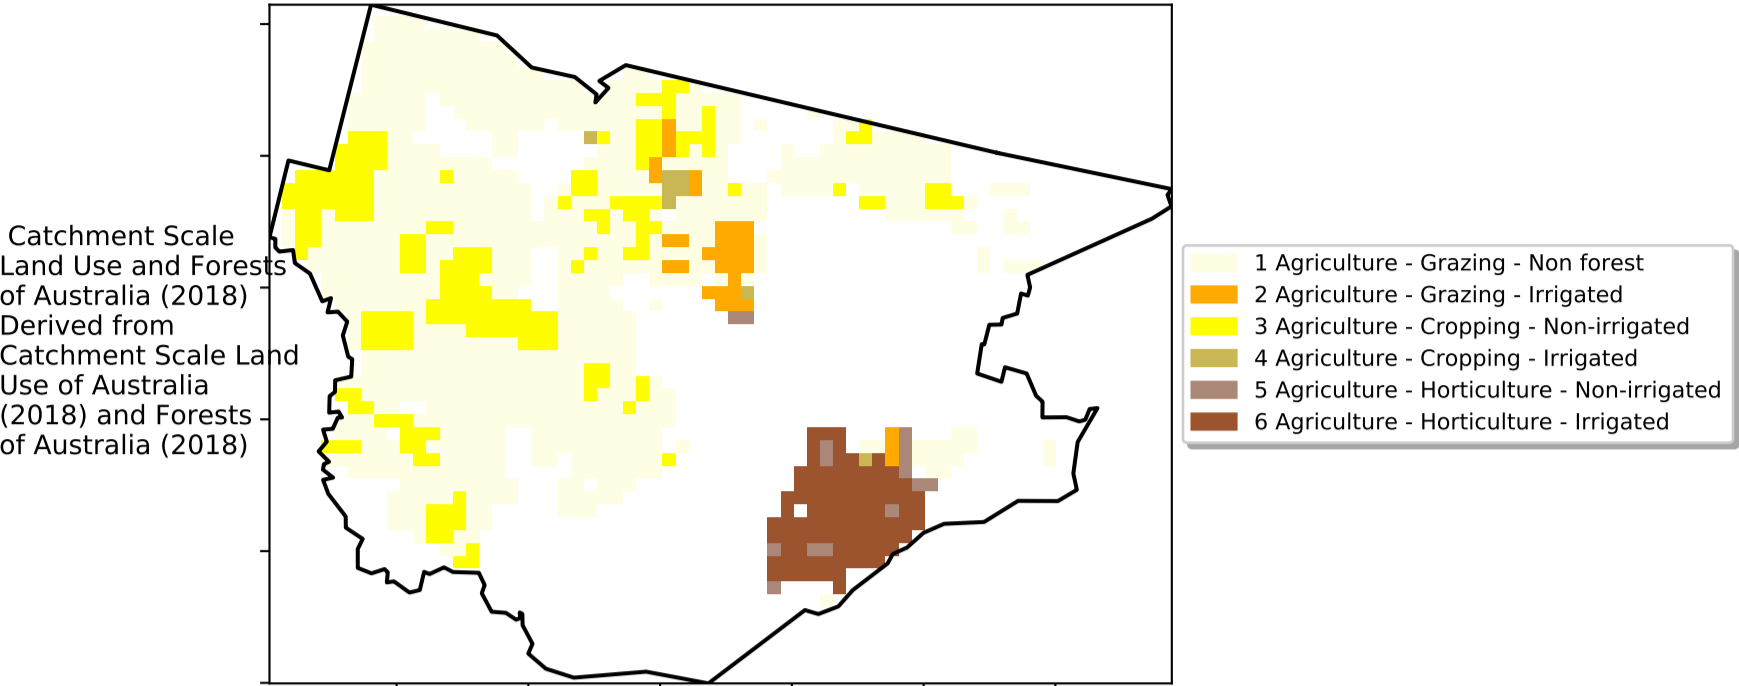 Catchment Scale
Land Use and Forests
of Australia (2018)
Derived from
Catchment Scale Land
Use of Australia
(2018) and Forests
of Australia (2018)
1 Agriculture - Grazing - Non forest
2 Agriculture - Grazing - Irrigated
3 Agriculture - Cropping - Non-irrigated
4 Agriculture - Cropping - Irrigated
5 Agriculture - Horticulture - Non-irrigated
6 Agriculture - Horticulture - Irrigated